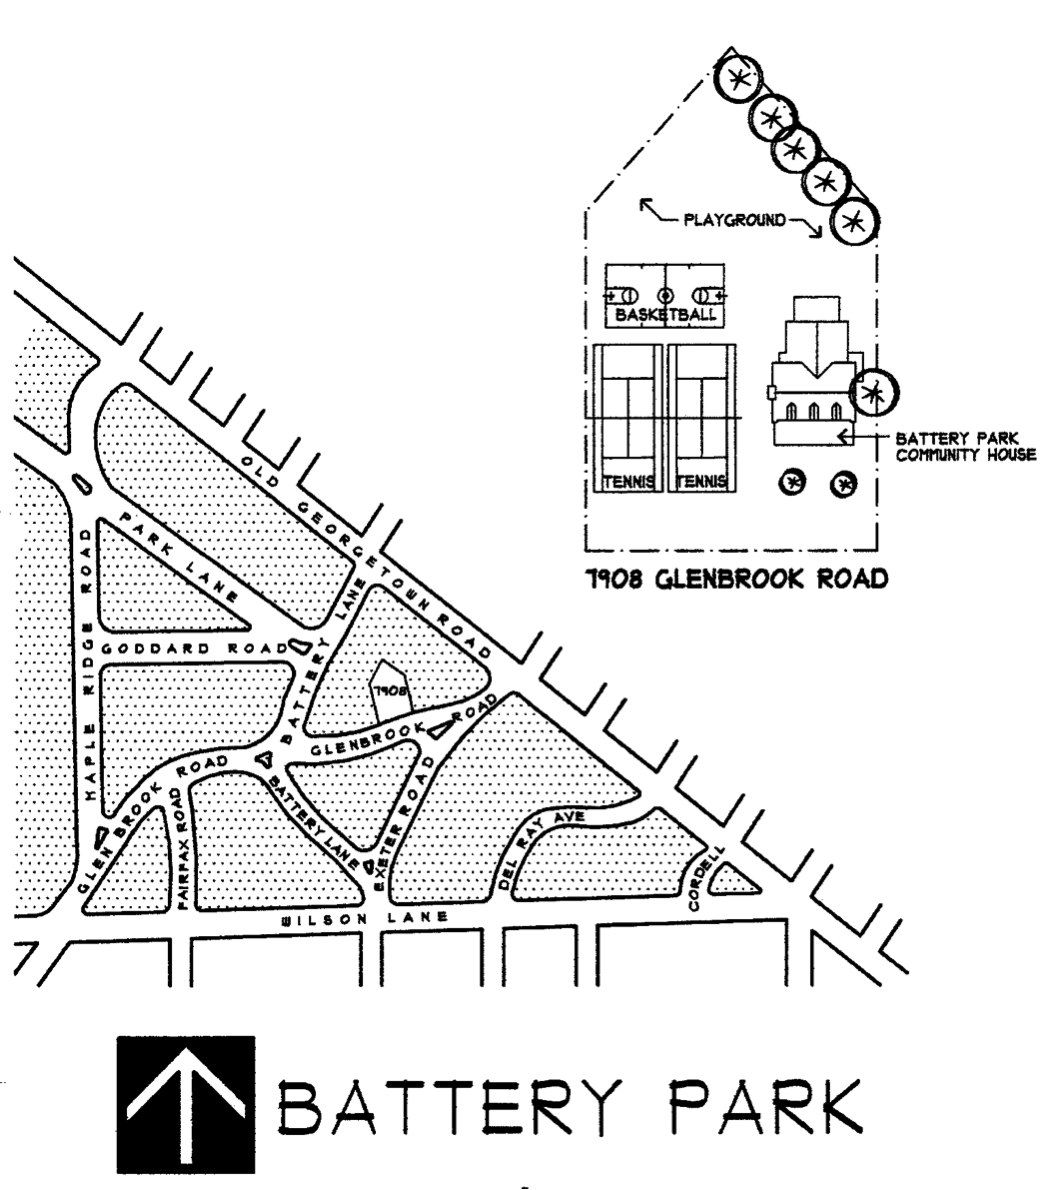 PLAYGROUND
BASKETBALL
TENNIS
TENNIS
BATTERY PARK
COMMUNITY HOUSE
7908 GLENBROOK ROAD
OLD GEORGETOWN ROAD
PARK LANE
MAPLE RIDGE ROAD
GODDARD ROAD
BATTERY LANE
7908
GLENBROOK ROAD
GLEN BROOK ROAD
FAIRFAX ROAD
BATTERY LANE
EXETER ROAD
DEL RAY AVE
CORDELL
WILSON LANE
BATTERY PARK